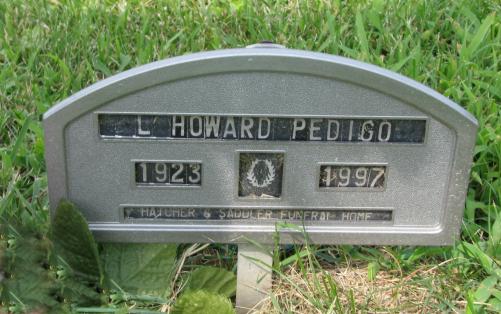 L HOWARD PEDIGO
1923 1997
HATCHER & SADDLER FUNERAL HOME